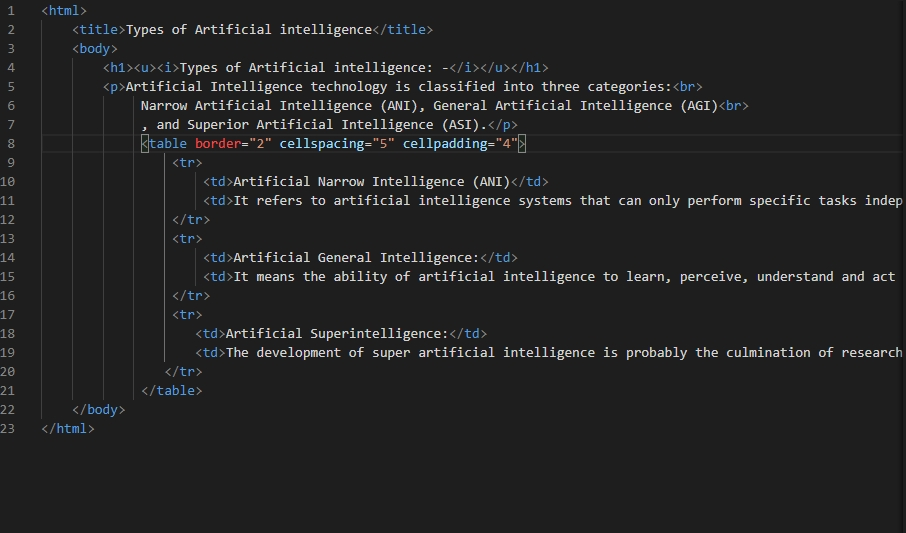 1 <html>
2 <title>Types of Artificial intelligence</title>
3 <body>
4 <h1><u><i>Types of Artificial intelligence: -</i></u></h1>
5 <p>Artificial Intelligence technology is classified into three categories:<br>
6 Narrow Artificial Intelligence (ANI), General Artificial Intelligence (AGI)<br>
7 , and Superior Artificial Intelligence (ASI).</p>
8 <table border="2" cellspacing="5" cellpadding="4">
9 <tr>
10 <td>Artificial Narrow Intelligence (ANI)</td>
11 <td>It refers to artificial intelligence systems that can only perform specific tasks indep
12 </tr>
13 <tr>
14 <td>Artificial General Intelligence:</td>
15 <td>It means the ability of artificial intelligence to learn, perceive, understand and act
16 </tr>
17 <tr>
18 <td>Artificial Superintelligence:</td>
19 <td>The development of super artificial intelligence is probably the culmination of research
20 </tr>
21 </table>
22 </body>
23 </html>